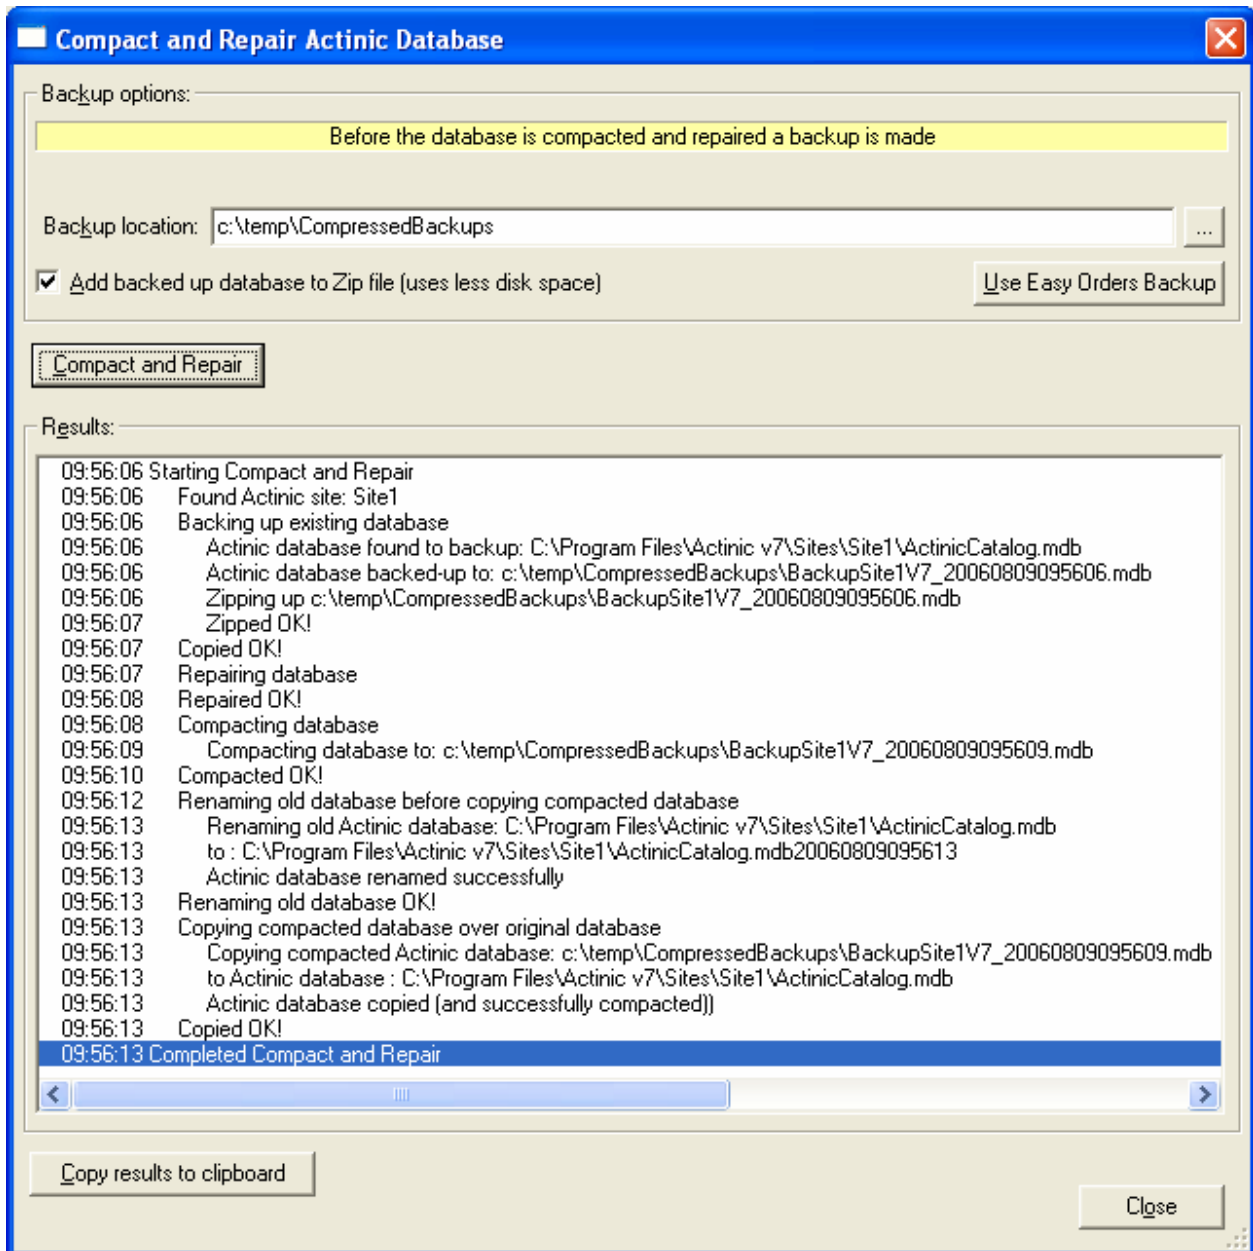 Compact and Repair Actinic Database
Backup options:
Before the database is compacted and repaired a backup is made
Backup location: c:\temp\CompressedBackups ...
Add backed up database to Zip file (uses less disk space) Use Easy Orders Backup
Compact and Repair
Results:
09:56:06 Starting Compact and Repair
09:56:06 Found Actinic site: Site1
09:56:06 Backing up existing database
09:56:06 Actinic database found to backup: C:\Program Files\Actinic v7\Sites\Site1\ActinicCatalog.mdb
09:56:06 Actinic database backed-up to: c:\temp\CompressedBackups\BackupSite1V7_20060809095606.mdb
09:56:06 Zipping up c:\temp\CompressedBackups\BackupSite1V7_20060809095606.mdb
09:56:07 Zipped OK!
09:56:07 Copied OK!
09:56:07 Repairing database
09:56:08 Repaired OK!
09:56:08 Compacting database
09:56:09 Compacting database to: c:\temp\CompressedBackups\BackupSite1V7_20060809095609.mdb
09:56:10 Compacted OK!
09:56:12 Renaming old database before copying compacted database
09:56:13 Renaming old Actinic database: C:\Program Files\Actinic v7\Sites\Site1\ActinicCatalog.mdb
09:56:13 to : C:\Program Files\Actinic v7\Sites\Site1\ActinicCatalog.mdb20060809095613
09:56:13 Actinic database renamed successfully
09:56:13 Renaming old database OK!
09:56:13 Copying compacted database over original database
09:56:13 Copying compacted Actinic database: c:\temp\CompressedBackups\BackupSite1V7_20060809095609.mdb
09:56:13 to Actinic database : C:\Program Files\Actinic v7\Sites\Site1\ActinicCatalog.mdb
09:56:13 Actinic database copied (and successfully compacted))
09:56:13 Copied OK!
09:56:13 Completed Compact and Repair
Copy results to clipboard
Close